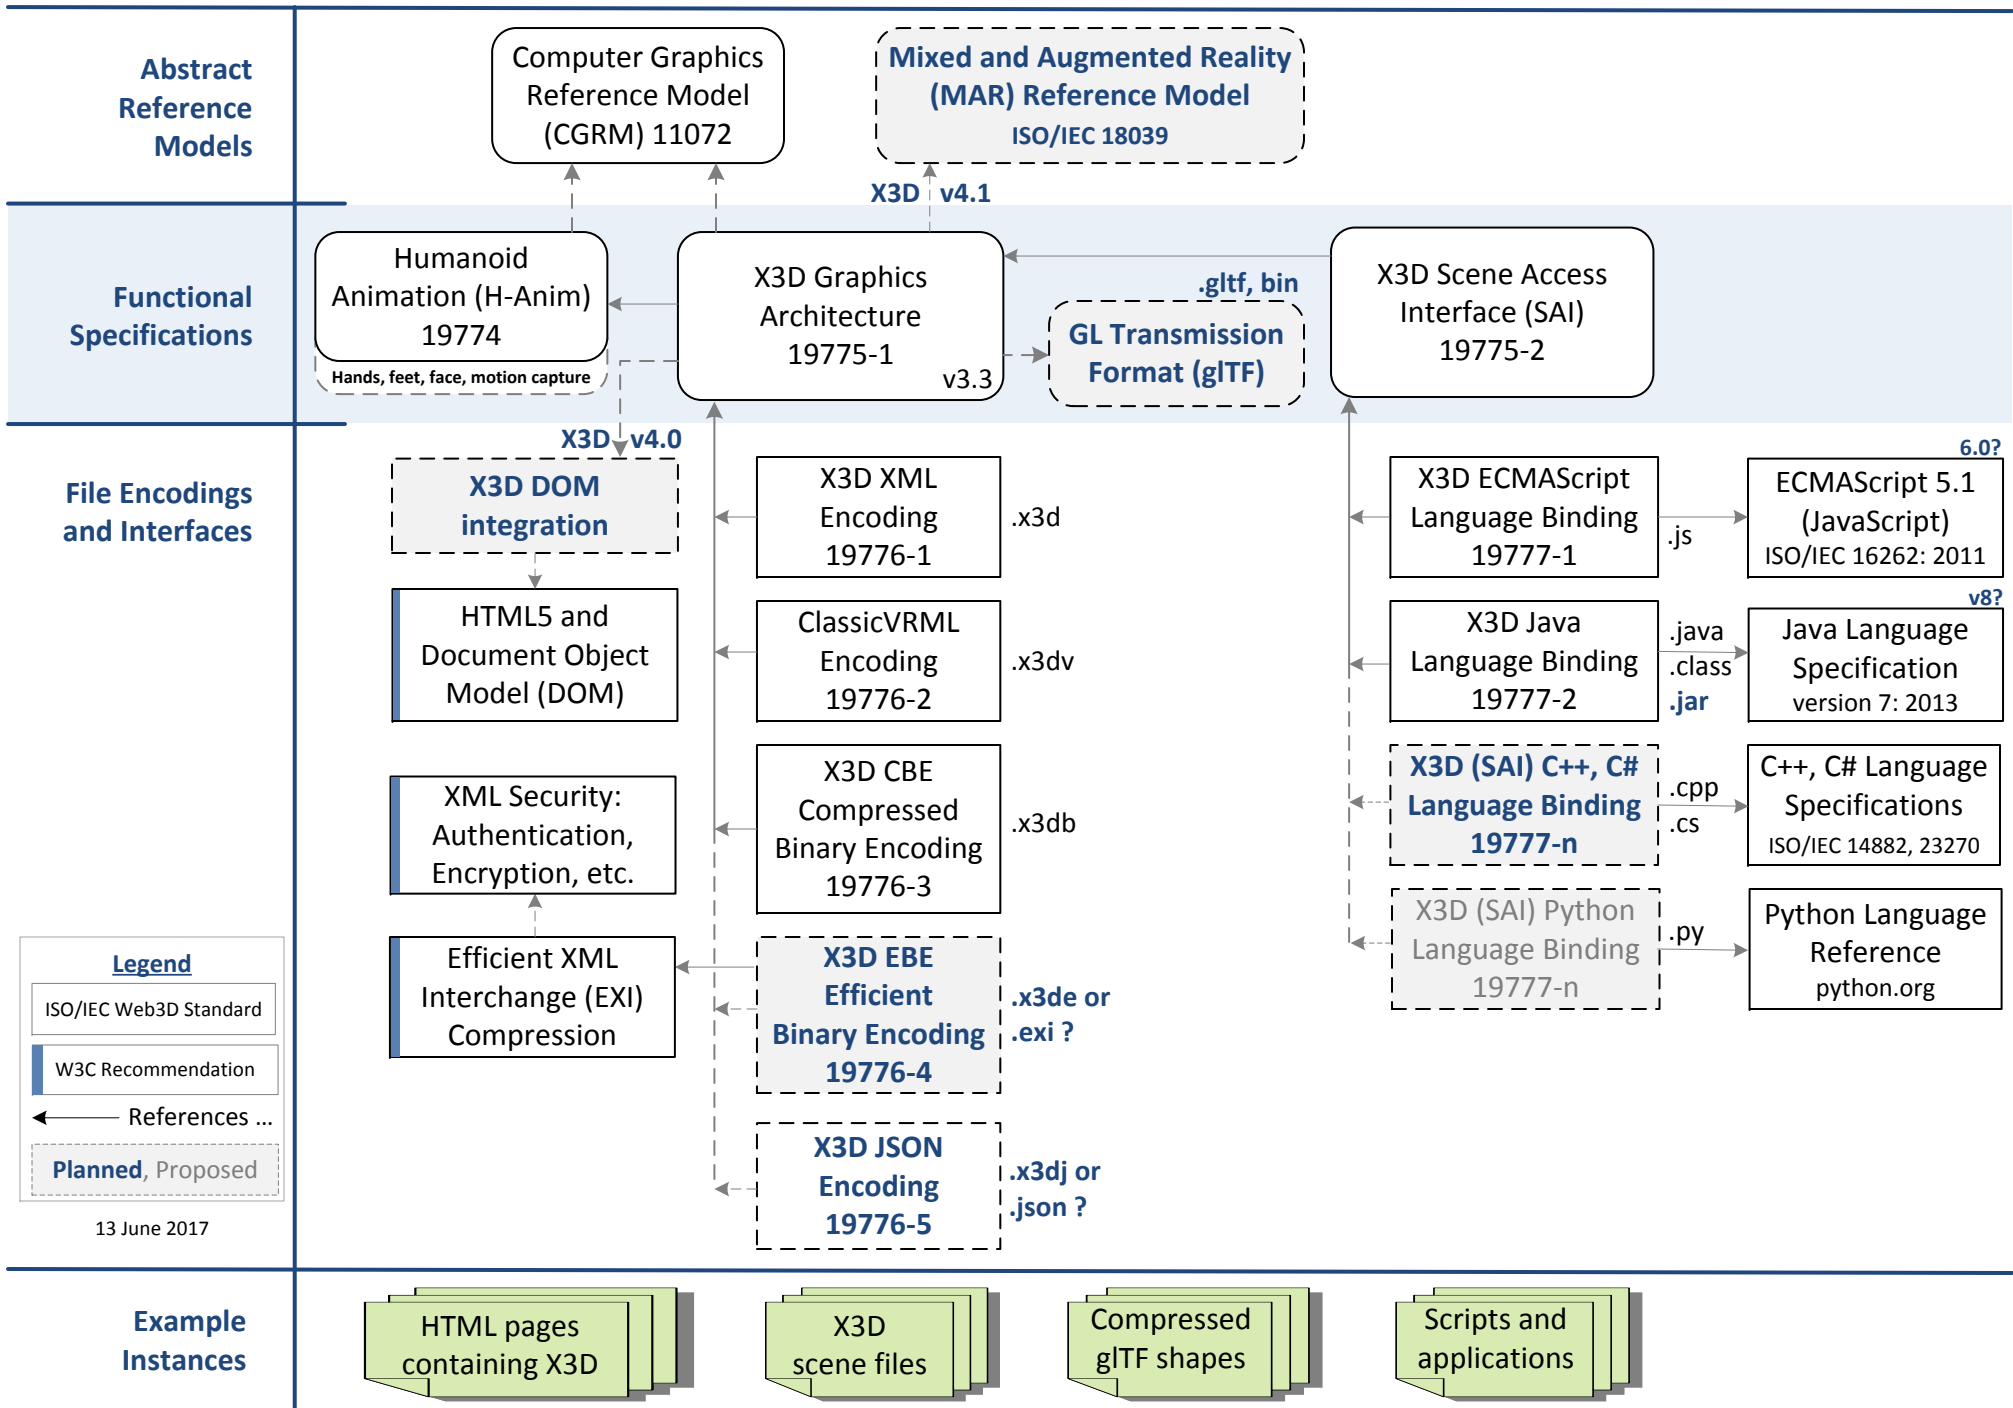 Abstract
Reference
Models
Computer Graphics
Reference Model
(CGRM) 11072
Mixed and Augmented Reality
(MAR) Reference Model
ISO/IEC 18039
X3D v4.1
Functional
Specifications
Humanoid
Animation (H-Anim)
19774
Hands, feet, face, motion capture
X3D Graphics
Architecture
19775-1
v3.3
.gltf, bin
GL Transmission
Format (glTF)
X3D Scene Access
Interface (SAI)
19775-2
File Encodings
and Interfaces
X3D v4.0
X3D DOM
integration
HTML5 and
Document Object
Model (DOM)
XML Security:
Authentication,
Encryption, etc.
Efficient XML
Interchange (EXI)
Compression
X3D XML
Encoding
19776-1
.x3d
ClassicVRML
Encoding
19776-2
.x3dv
X3D CBE
Compressed
Binary Encoding
19776-3
.x3db
X3D EBE
Efficient
Binary Encoding
19776-4
.x3de or
.exi ?
X3D JSON
Encoding
19776-5
.x3dj or
.json ?
X3D ECMAScript
Language Binding
19777-1
.js
6.0?
ECMAScript 5.1
(JavaScript)
ISO/IEC 16262: 2011
X3D Java
Language Binding
19777-2
.java
.class
.jar
v8?
Java Language
Specification
version 7: 2013
X3D (SAI) C++, C#
Language Binding
19777-n
.cpp
.cs
C++, C# Language
Specifications
ISO/IEC 14882, 23270
X3D (SAI) Python
Language Binding
19777-n
.py
Python Language
Reference
python.org
Legend
ISO/IEC Web3D Standard
W3C Recommendation
References ...
Planned, Proposed
13 June 2017
Example
Instances
HTML pages
containing X3D
X3D
scene files
Compressed
glTF shapes
Scripts and
applications